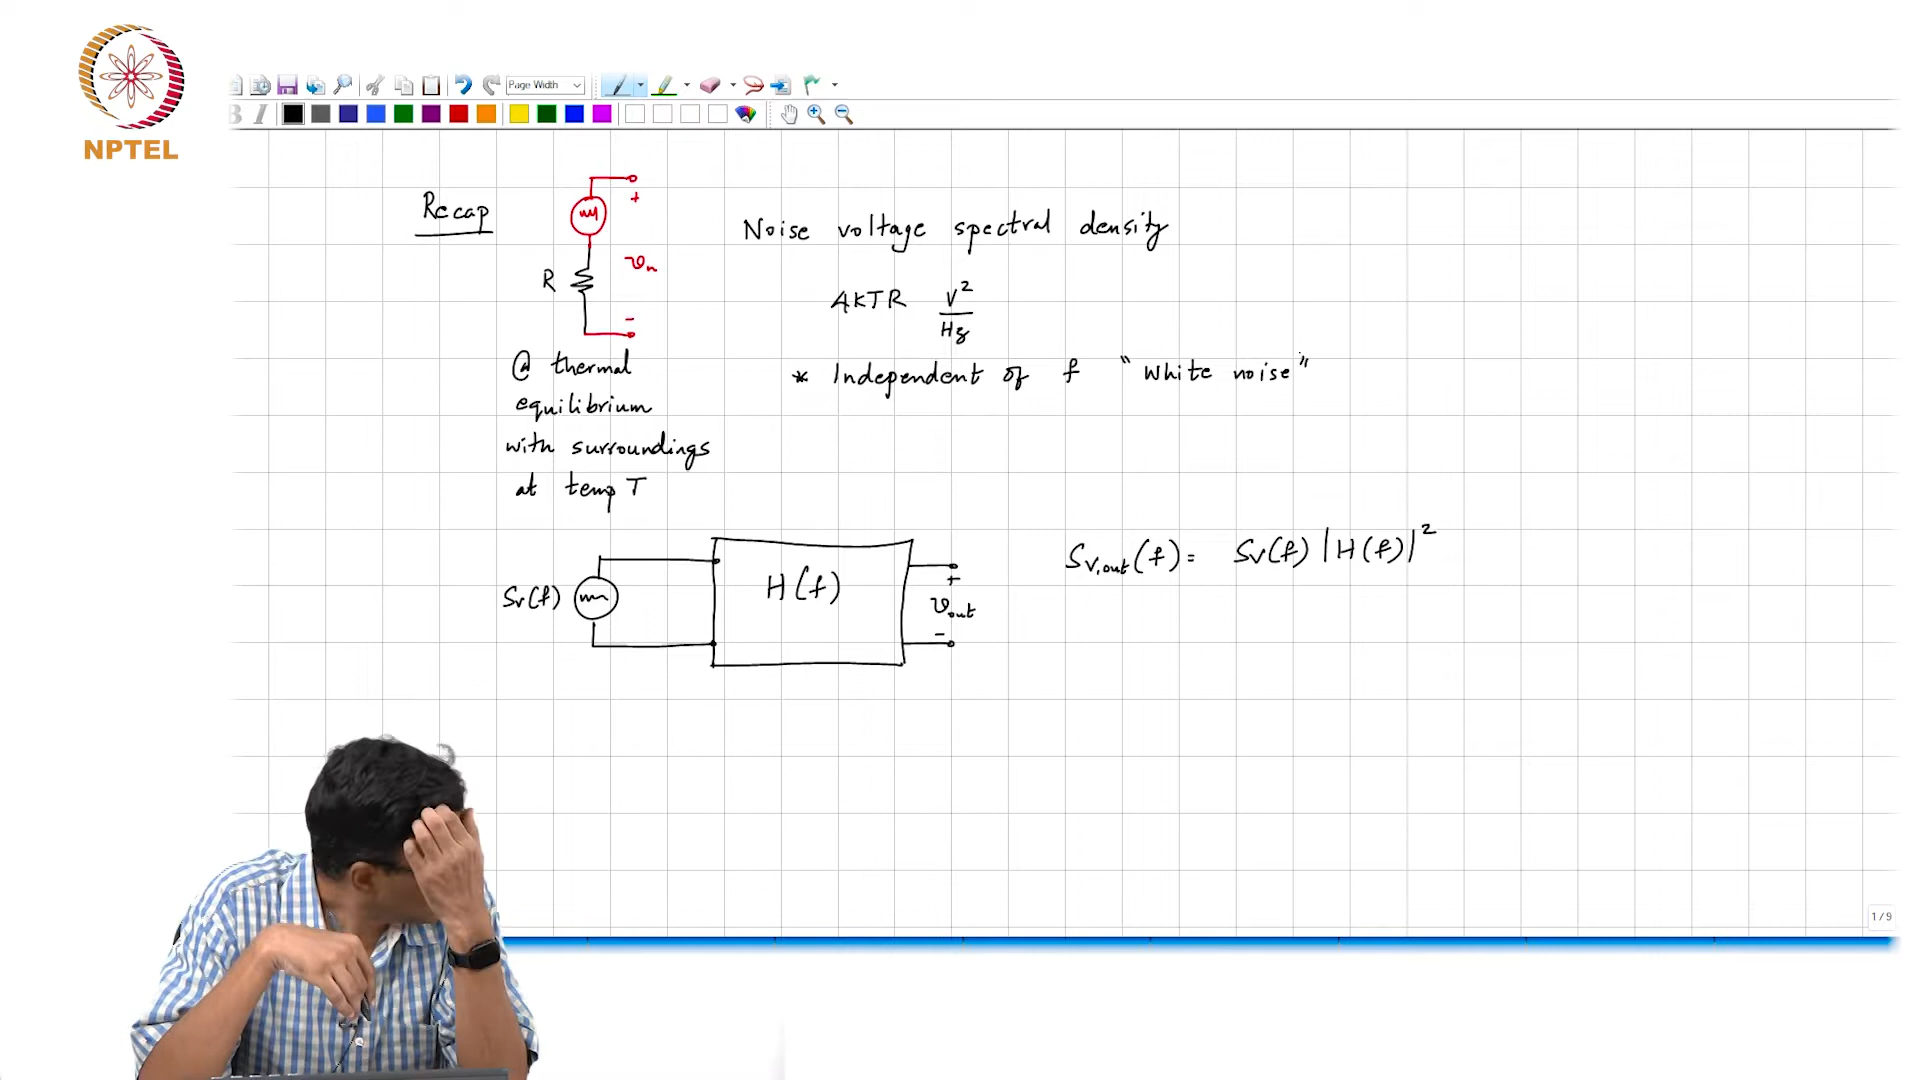 NPTEL
Page Width
B I
Recap
+
vn
R
-
Noise voltage spectral density
4KTR V²/Hz
* Independent of f "White noise"
@ thermal
equilibrium
with surroundings
at temp T
Sv(f)
H(f)
+
vout
-
Sv,out(f) = Sv(f) |H(f)|²
1/9